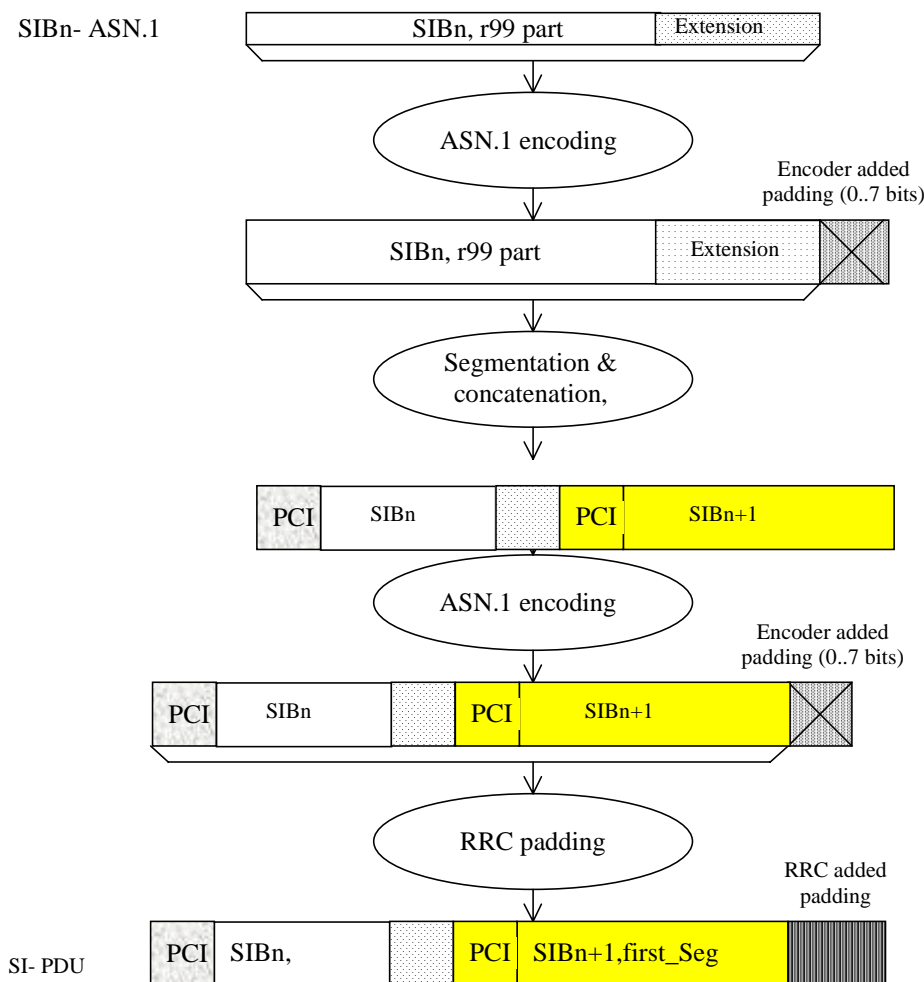 SIBn- ASN.1
SIBn, r99 part
Extension
ASN.1 encoding
Encoder added
padding (0..7 bits)
SIBn, r99 part
Extension
Segmentation &
concatenation,
PCI
SIBn
PCI
SIBn+1
ASN.1 encoding
Encoder added
padding (0..7 bits)
PCI
SIBn
PCI
SIBn+1
RRC padding
RRC added
padding
SI- PDU
PCI
SIBn,
PCI
SIBn+1,first_Seg